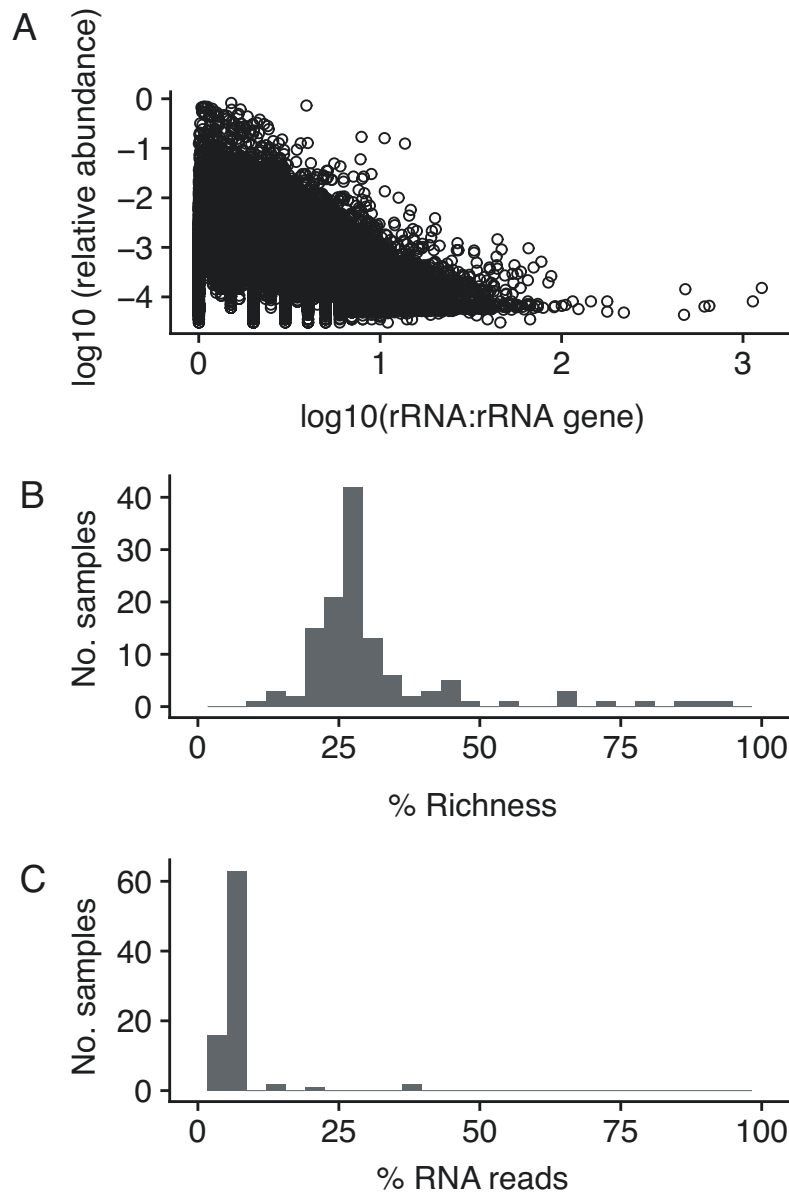 A
log10 (relative abundance)
0
−1
−2
−3
−4
0 1 2 3
log10(rRNA:rRNA gene)
B
No. samples
40
30
20
10
0
0 25 50 75 100
% Richness
C
No. samples
60
40
20
0
0 25 50 75 100
% RNA reads